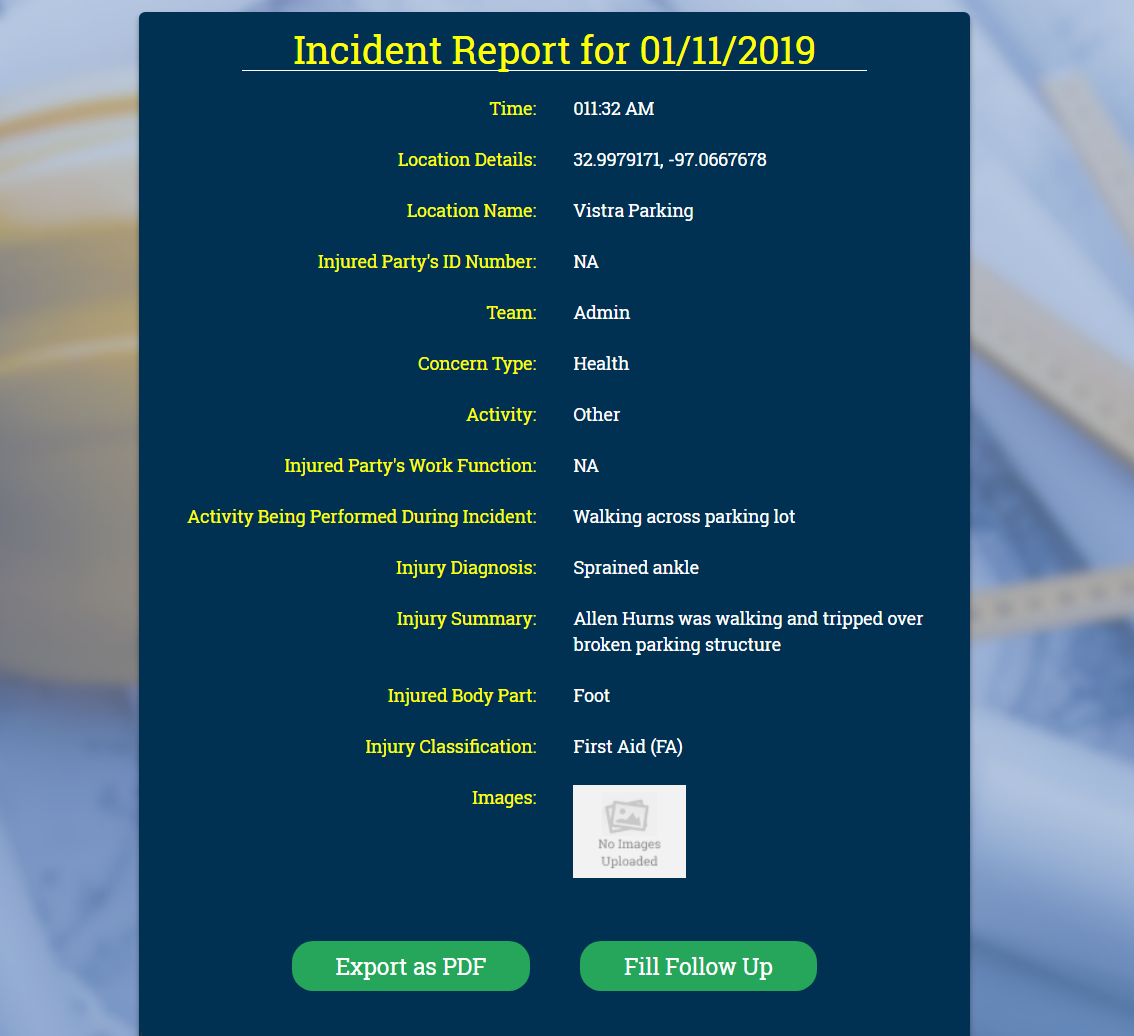 Incident Report for 01/11/2019
Time: 011:32 AM
Location Details: 32.9979171, -97.0667678
Location Name: Vistra Parking
Injured Party's ID Number: NA
Team: Admin
Concern Type: Health
Activity: Other
Injured Party's Work Function: NA
Activity Being Performed During Incident: Walking across parking lot
Injury Diagnosis: Sprained ankle
Injury Summary: Allen Hurns was walking and tripped over
broken parking structure
Injured Body Part: Foot
Injury Classification: First Aid (FA)
Images:
No Images
Uploaded
Export as PDF Fill Follow Up